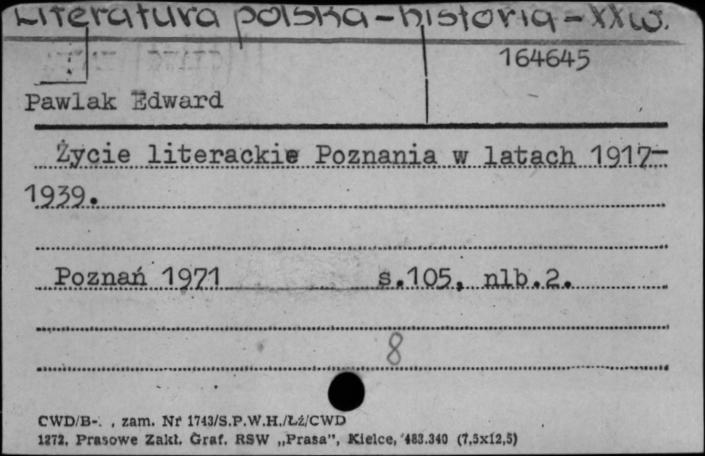 Literatura polska – historia – XX w.
164645
Pawlak Edward
Życie literackie Poznania w latach 1917-
1939.
Poznań 1971 s.105, nlb.2.
8
CWD/B-. , zam. Nr 1743/S.P.W.H./Łź/CWD
1272. Prasowe Zakł. Graf. RSW „Prasa", Kielce, 483.340 (7,5x12,5)